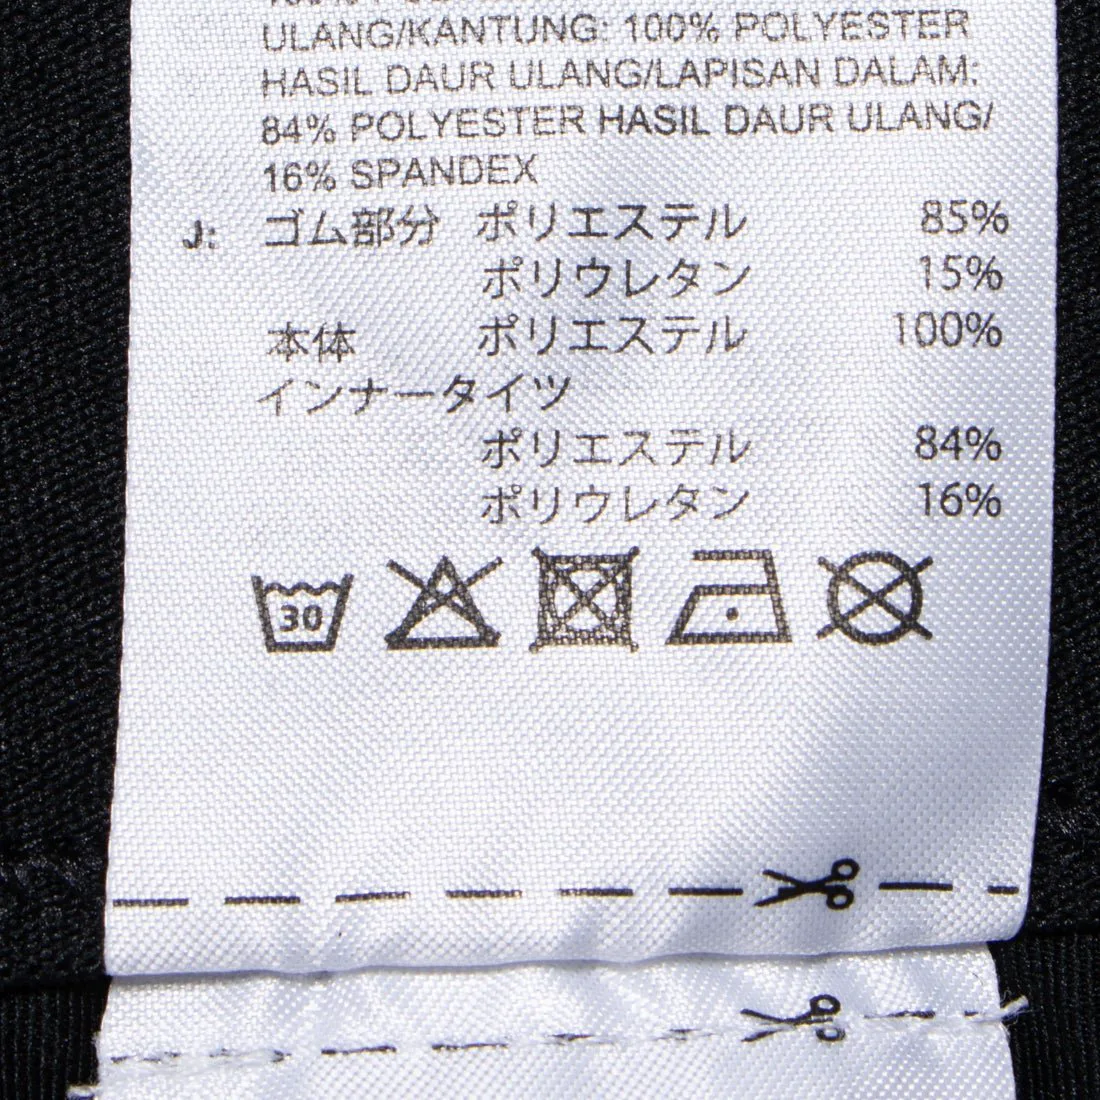 ULANG/KANTUNG: 100% POLYESTER
HASIL DAUR ULANG/LAPISAN DALAM:
84% POLYESTER HASIL DAUR ULANG/
16% SPANDEX
J: ゴム部分 ポリエステル 85%
ポリウレタン 15%
本体 ポリエステル 100%
インナータイツ
ポリエステル 84%
ポリウレタン 16%
30